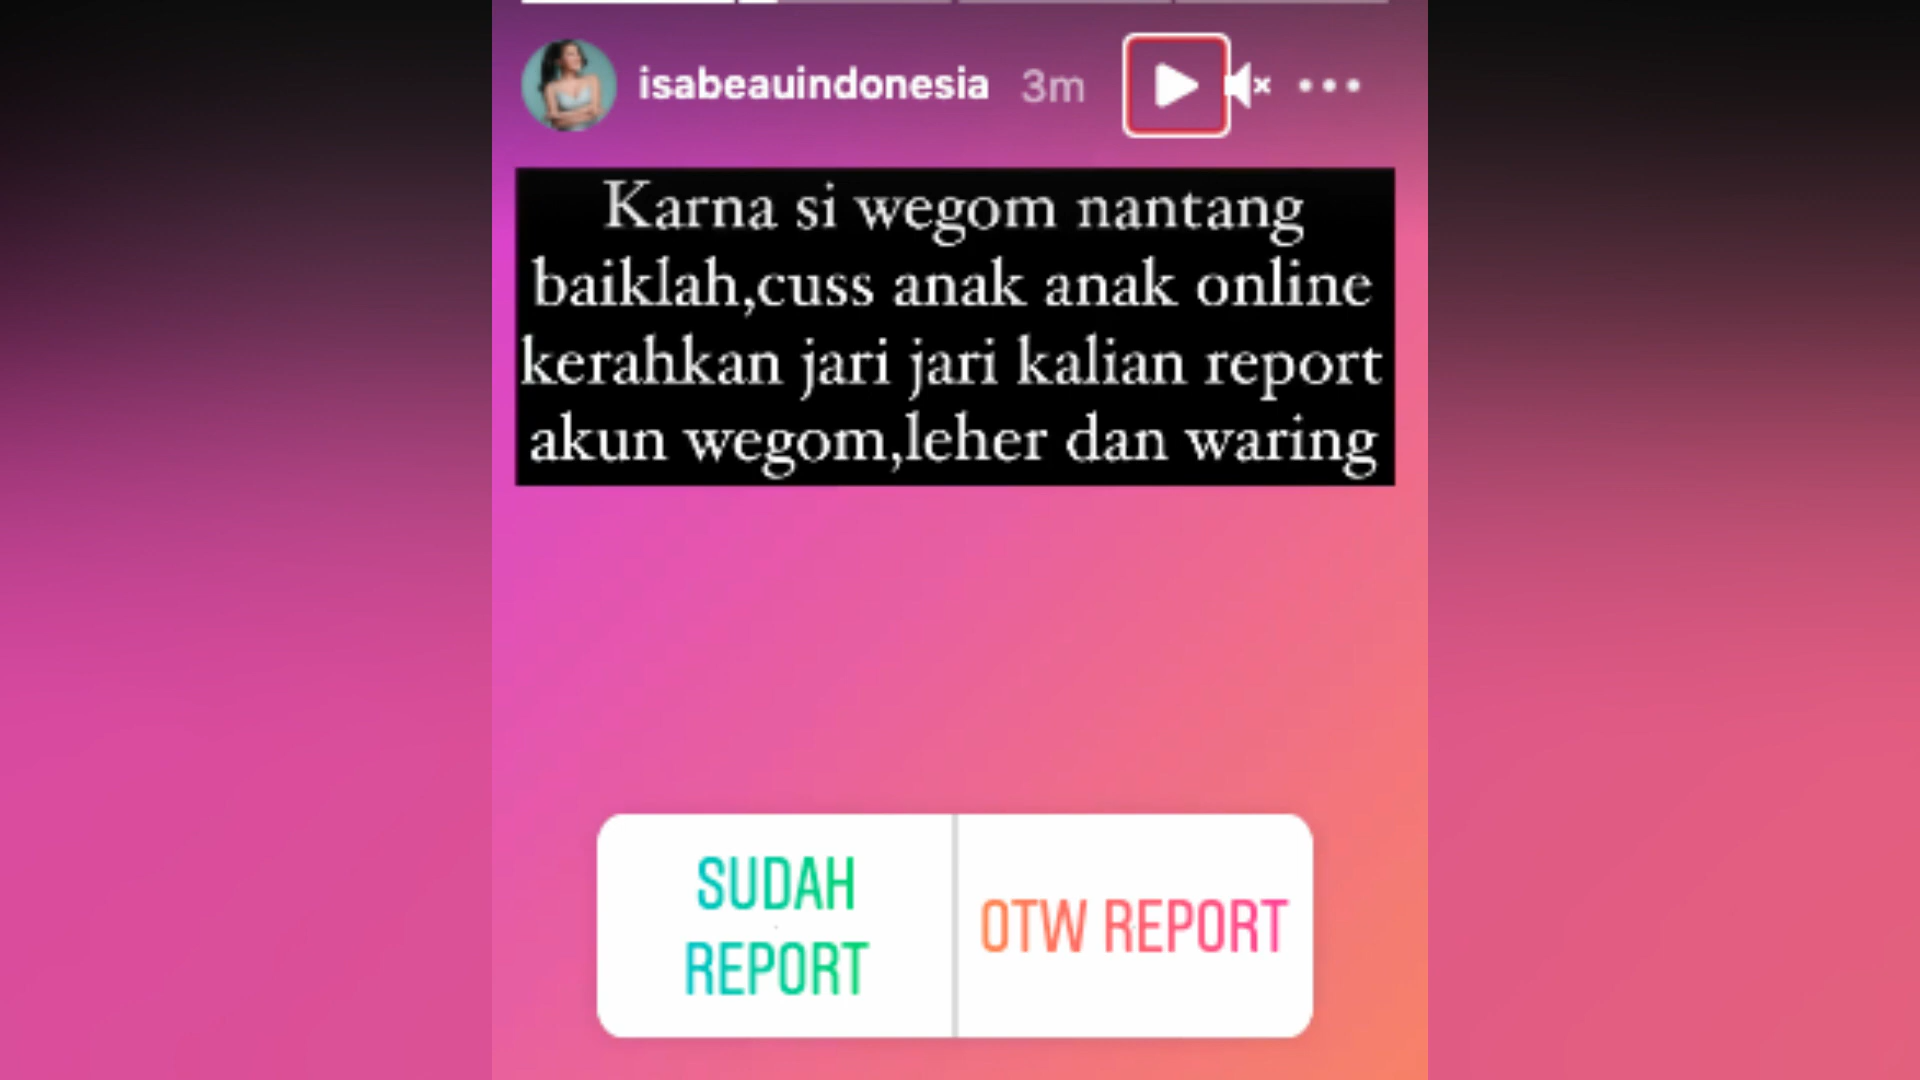 isabeauindonesia 3m
Karna si wegom nantang
baiklah,cuss anak anak online
kerahkan jari jari kalian report
akun wegom,leher dan waring
SUDAH
REPORT
OTW REPORT